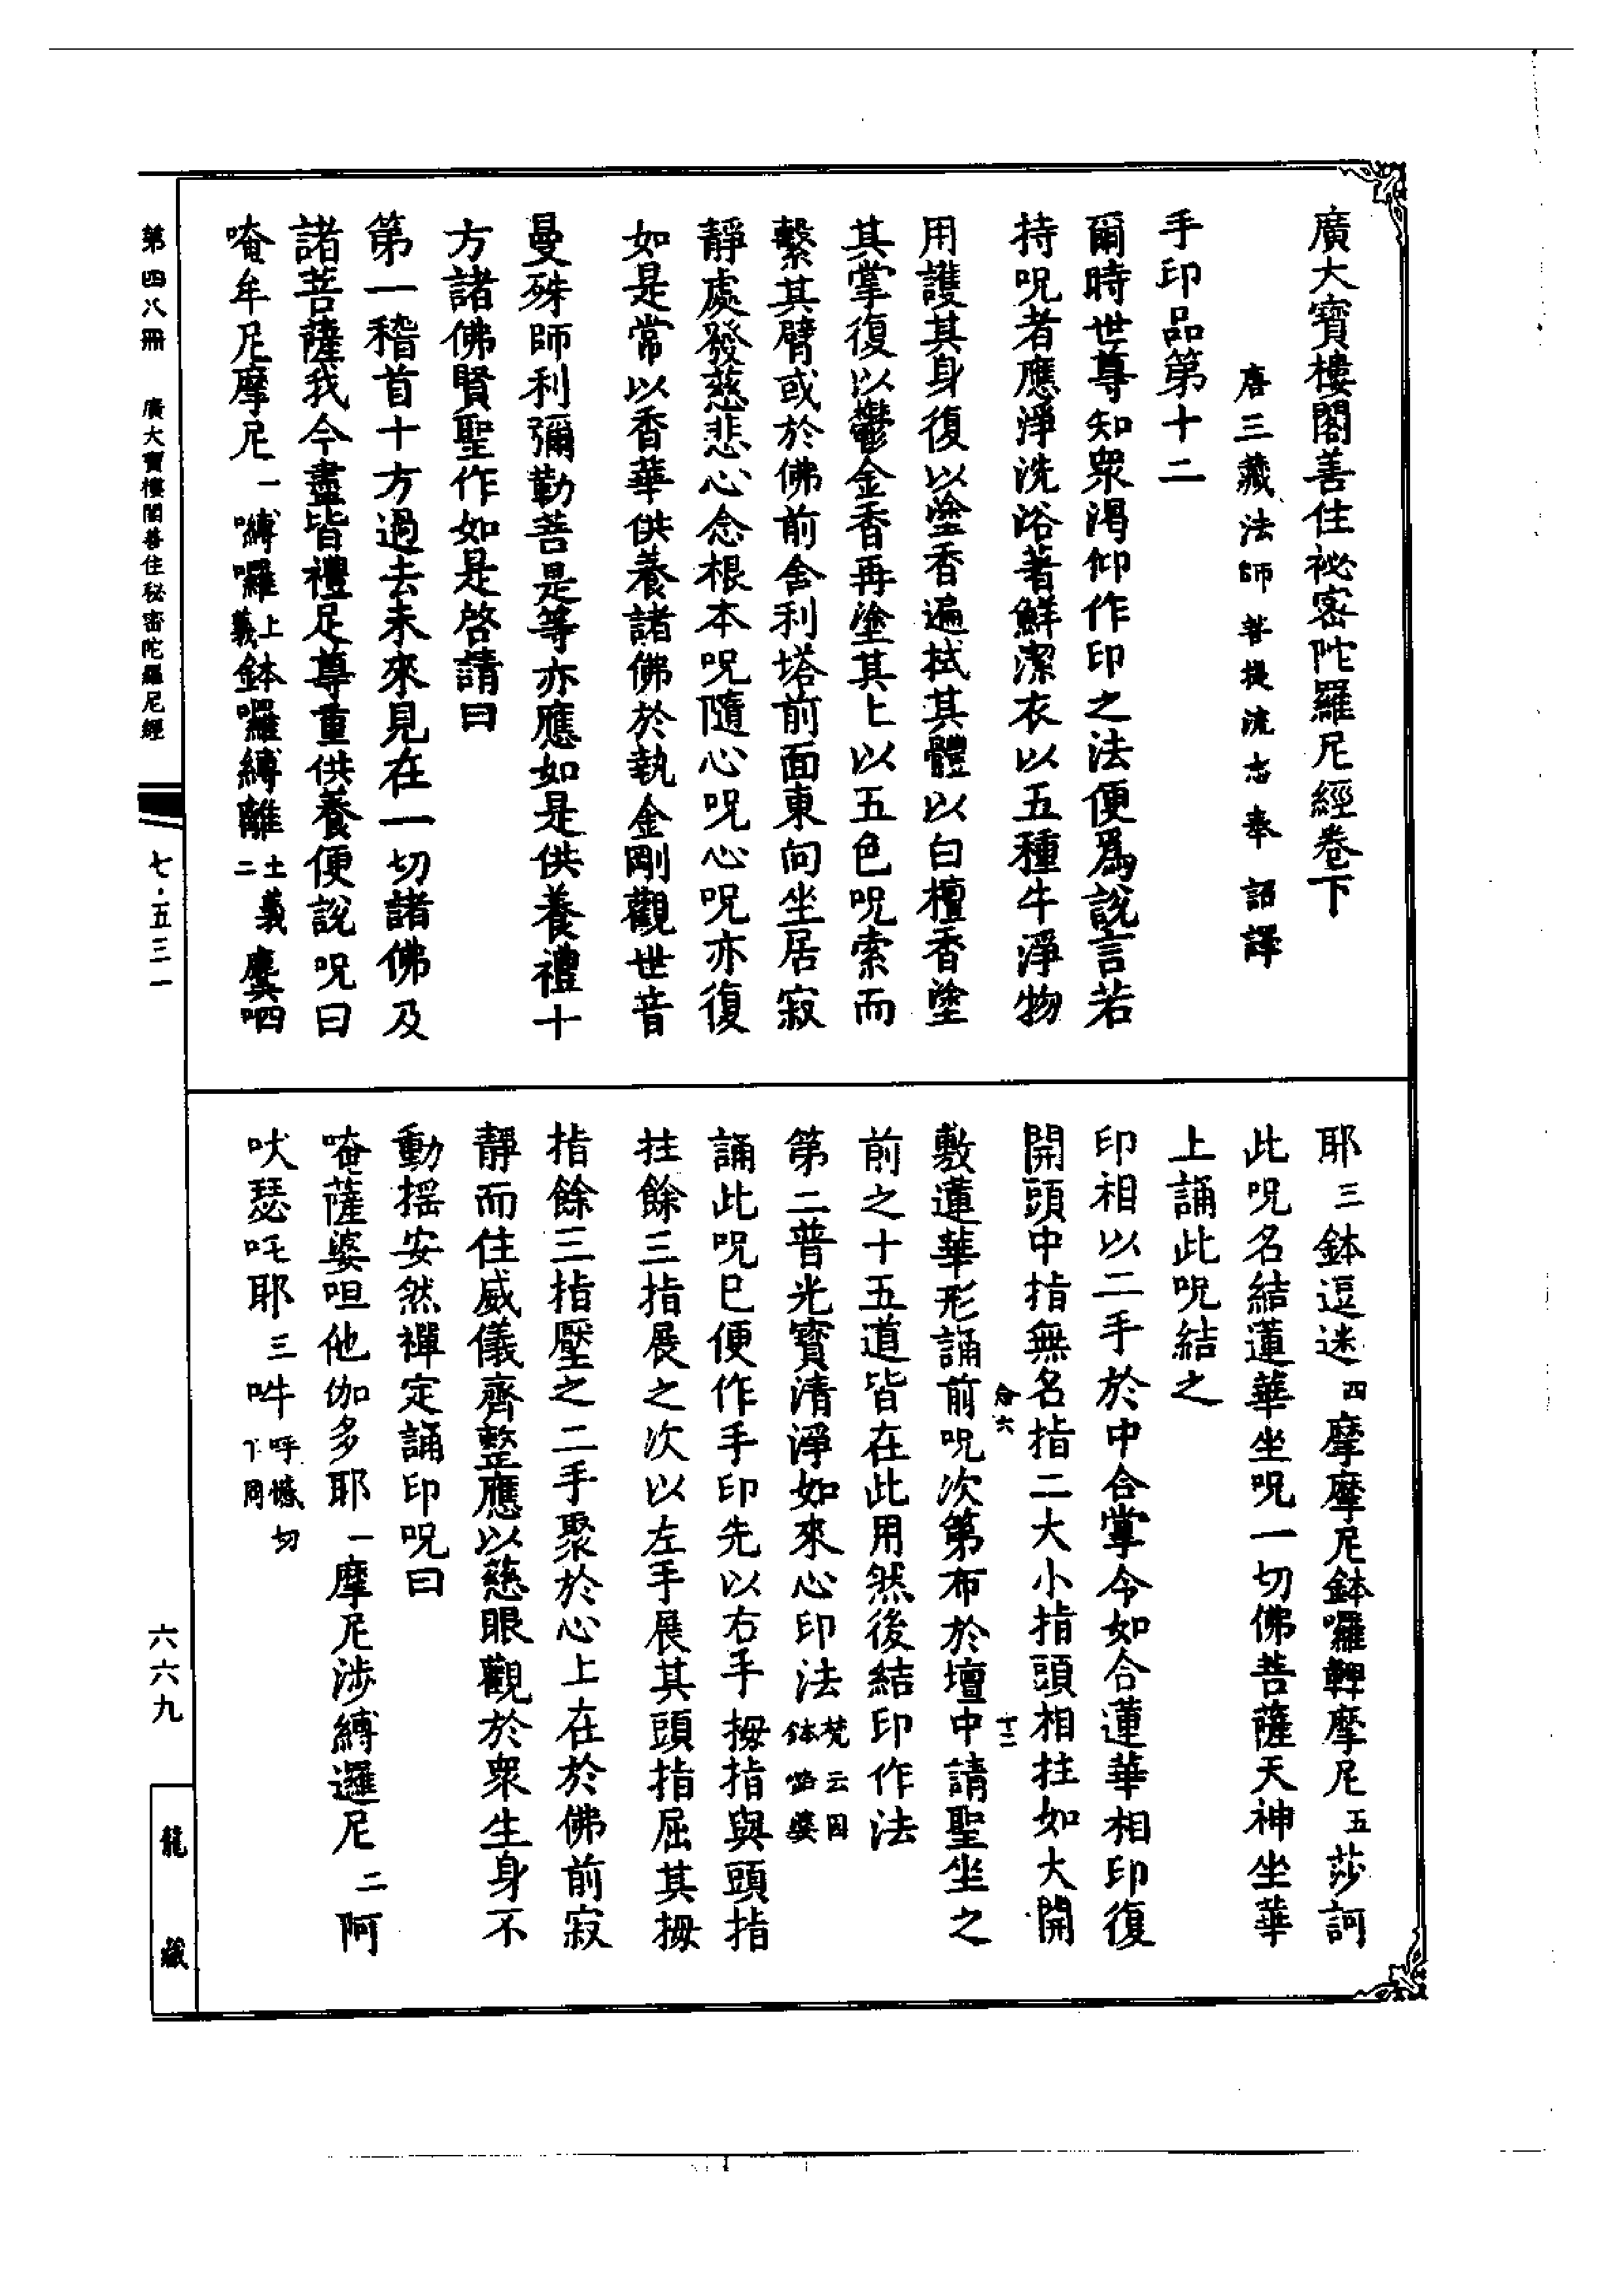 廣大寶樓閣善住祕密陀羅尼經卷下
唐三藏法師菩提流志奉 詔譯
手印品第十二
爾時世尊知衆渴仰作印之法便爲說言若
持呪者應淨洗浴著鮮潔衣以五種牛淨物
用護其身復以塗香遍拭其體以白檀香塗
其掌復以鬱金香再塗其上以五色呪索而
繫其臂或於佛前舍利塔前面東向坐居寂
靜處發慈悲心念根本呪隨心呪心呪亦復
如是常以香華供養諸佛於執金剛觀世音
曼殊師利彌勒菩是等亦應如是供養禮十
方諸佛賢聖作如是啓請曰
第一稽首十方過去未來見在一切諸佛及
諸菩薩我今盡皆禮足尊重供養便說呪曰
唵牟尼摩尼一嚩囉上義鉢囉縛離二土義麌呬
耶三鉢逗迷四摩摩尼鉢囉韗摩尼五莎訶
此呪名結蓮華坐呪一切佛菩薩天神坐華
上誦此呪結之
印相以二手於中合掌令如合蓮華相印復
開頭中指無名指二大小指頭相拄如大開
敷蓮華形誦前呪次第布於壇中請聖坐之
前之十五道皆在此用然後結印作法
第二普光寶清淨如來心印法梵云因鉢婆
誦此呪巳便作手印先以右手拇指與頭指
拄餘三指展之次以左手展其頭指屈其拇
指餘三指壓之二手聚於心上在於佛前寂
靜而住威儀齊整應以慈眼觀於衆生身不
動搖安然禪定誦印呪曰
唵薩婆呾他伽多耶一摩尼涉縛邏尼二阿
吠瑟吒耶三吽呼憾切下同
第四八冊 廣大寶樓閣善住秘密陀羅尼經
七·五三一
六六九
龍藏